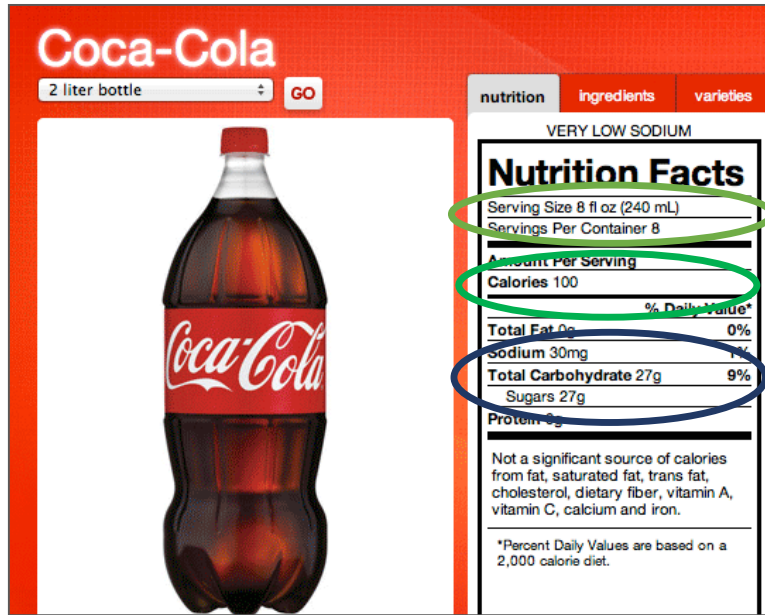 Coca-Cola
2 liter bottle
GO
nutrition
ingredients
varieties
VERY LOW SODIUM
Nutrition Facts
Serving Size 8 fl oz (240 mL)
Servings Per Container 8
Amount Per Serving
Calories 100
% Daily Value*
Total Fat 0g 0%
Sodium 30mg 1%
Total Carbohydrate 27g 9%
Sugars 27g
Protein 0g
Not a significant source of calories
from fat, saturated fat, trans fat,
cholesterol, dietary fiber, vitamin A,
vitamin C, calcium and iron.
*Percent Daily Values are based on a
2,000 calorie diet.
Coca-Cola